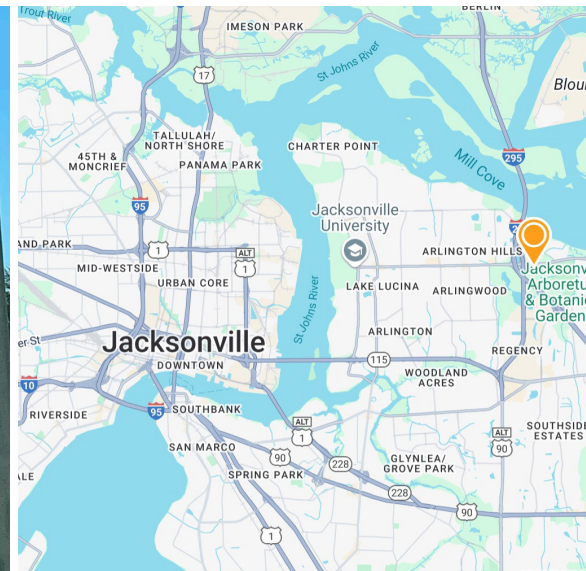 BERLIN
Trout River
IMESON PARK
St Johns River
17
Blou
TALLULAH/
NORTH SHORE
CHARTER POINT
45TH &
MONCRIEF
PANAMA PARK
295
Mill Cove
95
Jacksonville
University
AND PARK
1
ALT
1
ARLINGTON HILLS
MID-WESTSIDE
URBAN CORE
LAKE LUCINA
ARLINGWOOD
Jacksonv
Arboretu
& Botanic
Garden
St Johns River
ARLINGTON
er St
Jacksonville
DOWNTOWN
115
REGENCY
WOODLAND
ACRES
10
95
RIVERSIDE
SOUTHBANK
ALT
1
ALT
90
SOUTHSIDE
ESTATES
SAN MARCO
90
228
GLYNLEA/
GROVE PARK
ALE
SPRING PARK
228
90
1